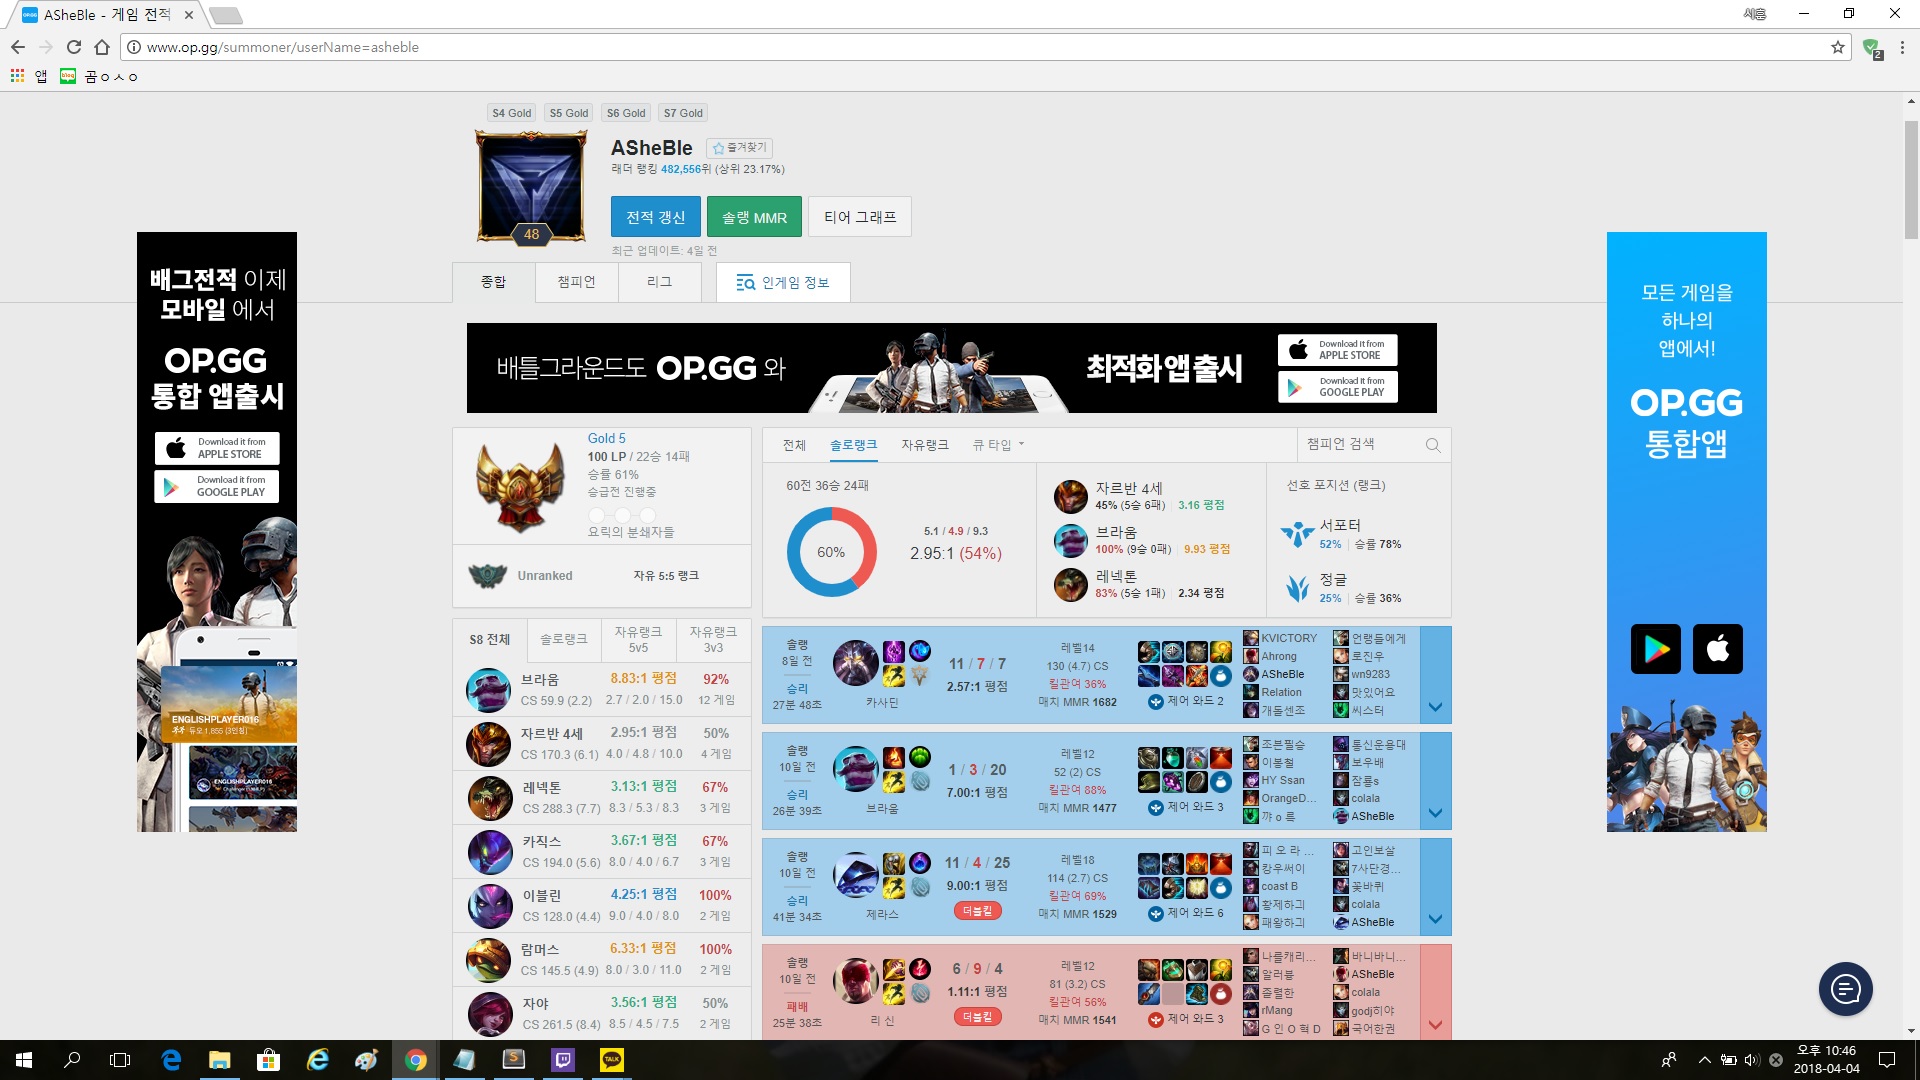 ASheBle - 게임 전적
시훈
www.op.gg/summoner/userName=asheble
2
앱
곰ㅇㅅㅇ
S4 Gold
S5 Gold
S6 Gold
S7 Gold
ASheBle
즐겨찾기
래더 랭킹 482,556위 (상위 23.17%)
48
전적 갱신
솔랭 MMR
티어 그래프
최근 업데이트: 4일 전
종합
챔피언
리그
인게임 정보
배그전적 이제
모바일 에서
OP.GG
통합 앱출시
Download it from
APPLE STORE
Download it from
GOOGLE PLAY
ENGLISHPLAYER016
듀오 1,855 (3인칭)
ENGLISHPLAYER016
배틀그라운드도 OP.GG 와
최적화 앱 출시
Download it from
APPLE STORE
Download it from
GOOGLE PLAY
모든 게임을
하나의
앱에서!
OP.GG
통합앱
Gold 5
100 LP / 22승 14패
승률 61%
승급전 진행중
요릭의 분쇄자들
Unranked
자유 5:5 랭크
S8 전체
솔로랭크
자유랭크
5v5
자유랭크
3v3
브라움
8.83:1 평점
92%
CS 59.9 (2.2)
2.7 / 2.0 / 15.0
12 게임
자르반 4세
2.95:1 평점
50%
CS 170.3 (6.1)
4.0 / 4.8 / 10.0
4 게임
레넥톤
3.13:1 평점
67%
CS 288.3 (7.7)
8.3 / 5.3 / 8.3
3 게임
카직스
3.67:1 평점
67%
CS 194.0 (5.6)
8.0 / 4.0 / 6.7
3 게임
이블린
4.25:1 평점
100%
CS 128.0 (4.4)
9.0 / 4.0 / 8.0
2 게임
람머스
6.33:1 평점
100%
CS 145.5 (4.9)
8.0 / 3.0 / 11.0
2 게임
자야
3.56:1 평점
50%
CS 261.5 (8.4)
8.5 / 4.5 / 7.5
2 게임
전체
솔로랭크
자유랭크
큐 타입
챔피언 검색
60전 36승 24패
60%
5.1 / 4.9 / 9.3
2.95:1 (54%)
자르반 4세
45% (5승 6패)
3.16 평점
브라움
100% (9승 0패)
9.93 평점
레넥톤
83% (5승 1패)
2.34 평점
선호 포지션 (랭크)
서포터
52%
승률 78%
정글
25%
승률 36%
솔랭
8일 전
승리
27분 48초
카사딘
11 / 7 / 7
2.57:1 평점
레벨14
130 (4.7) CS
킬관여 36%
매치 MMR 1682
제어 와드 2
KVICTORY
Ahrong
ASheBle
Relation
개돌센조
언랭들에게
로진우
wn9283
맛있어요
씨스터
솔랭
10일 전
승리
26분 39초
브라움
1 / 3 / 20
7.00:1 평점
레벨12
52 (2) CS
킬관여 88%
매치 MMR 1477
제어 와드 3
조본필승
이봉철
HY Ssan
OrangeD...
꺄 o 륵
통신운용대
보우배
잠룡s
colala
ASheBle
솔랭
10일 전
승리
41분 34초
제라스
11 / 4 / 25
9.00:1 평점
더블킬
레벨18
114 (2.7) CS
킬관여 69%
매치 MMR 1529
제어 와드 6
피 오 라 ...
캉우써이
coast B
황제하긔
패왕하긔
고인보살
7사단경...
꽃바퀴
colala
ASheBle
솔랭
10일 전
패배
25분 38초
리 신
6 / 9 / 4
1.11:1 평점
더블킬
레벨12
81 (3.2) CS
킬관여 56%
매치 MMR 1541
제어 와드 3
나를캐리...
알러뷰
즐렬한
rMang
G 인 O 혁 D
바니바니...
ASheBle
colala
godj히야
국어한권
TALK
오후 10:46
2018-04-04